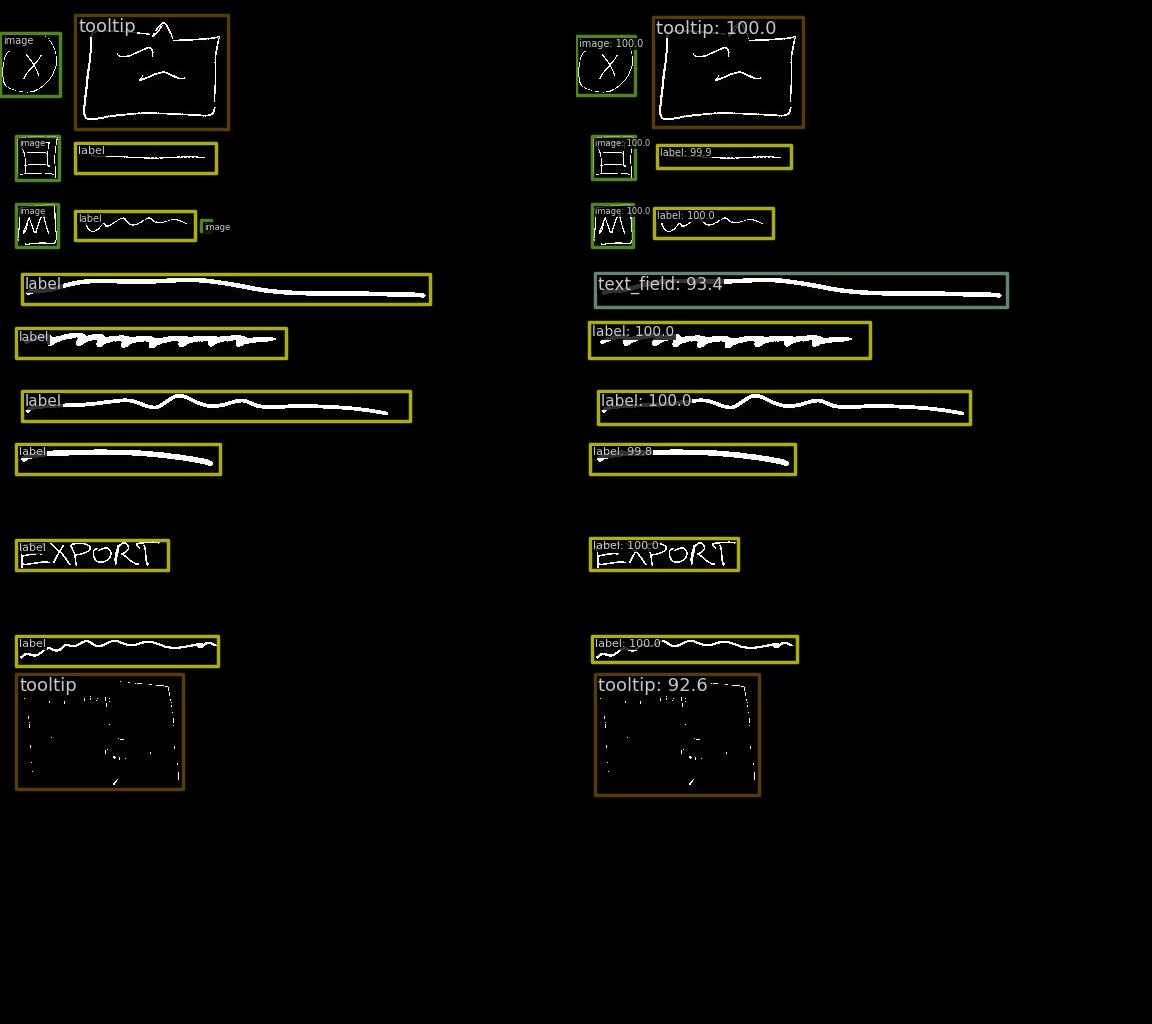 tooltip tooltip: 100.0
image image: 100.0
X X
image image: 100.0
label label: 99.9
image image: 100.0
M M
label label: 100.0
image
label text_field: 93.4
label label: 100.0
label label: 100.0
label label: 99.8
label label: 100.0
EXPORT EXPORT
label label: 100.0
tooltip tooltip: 92.6